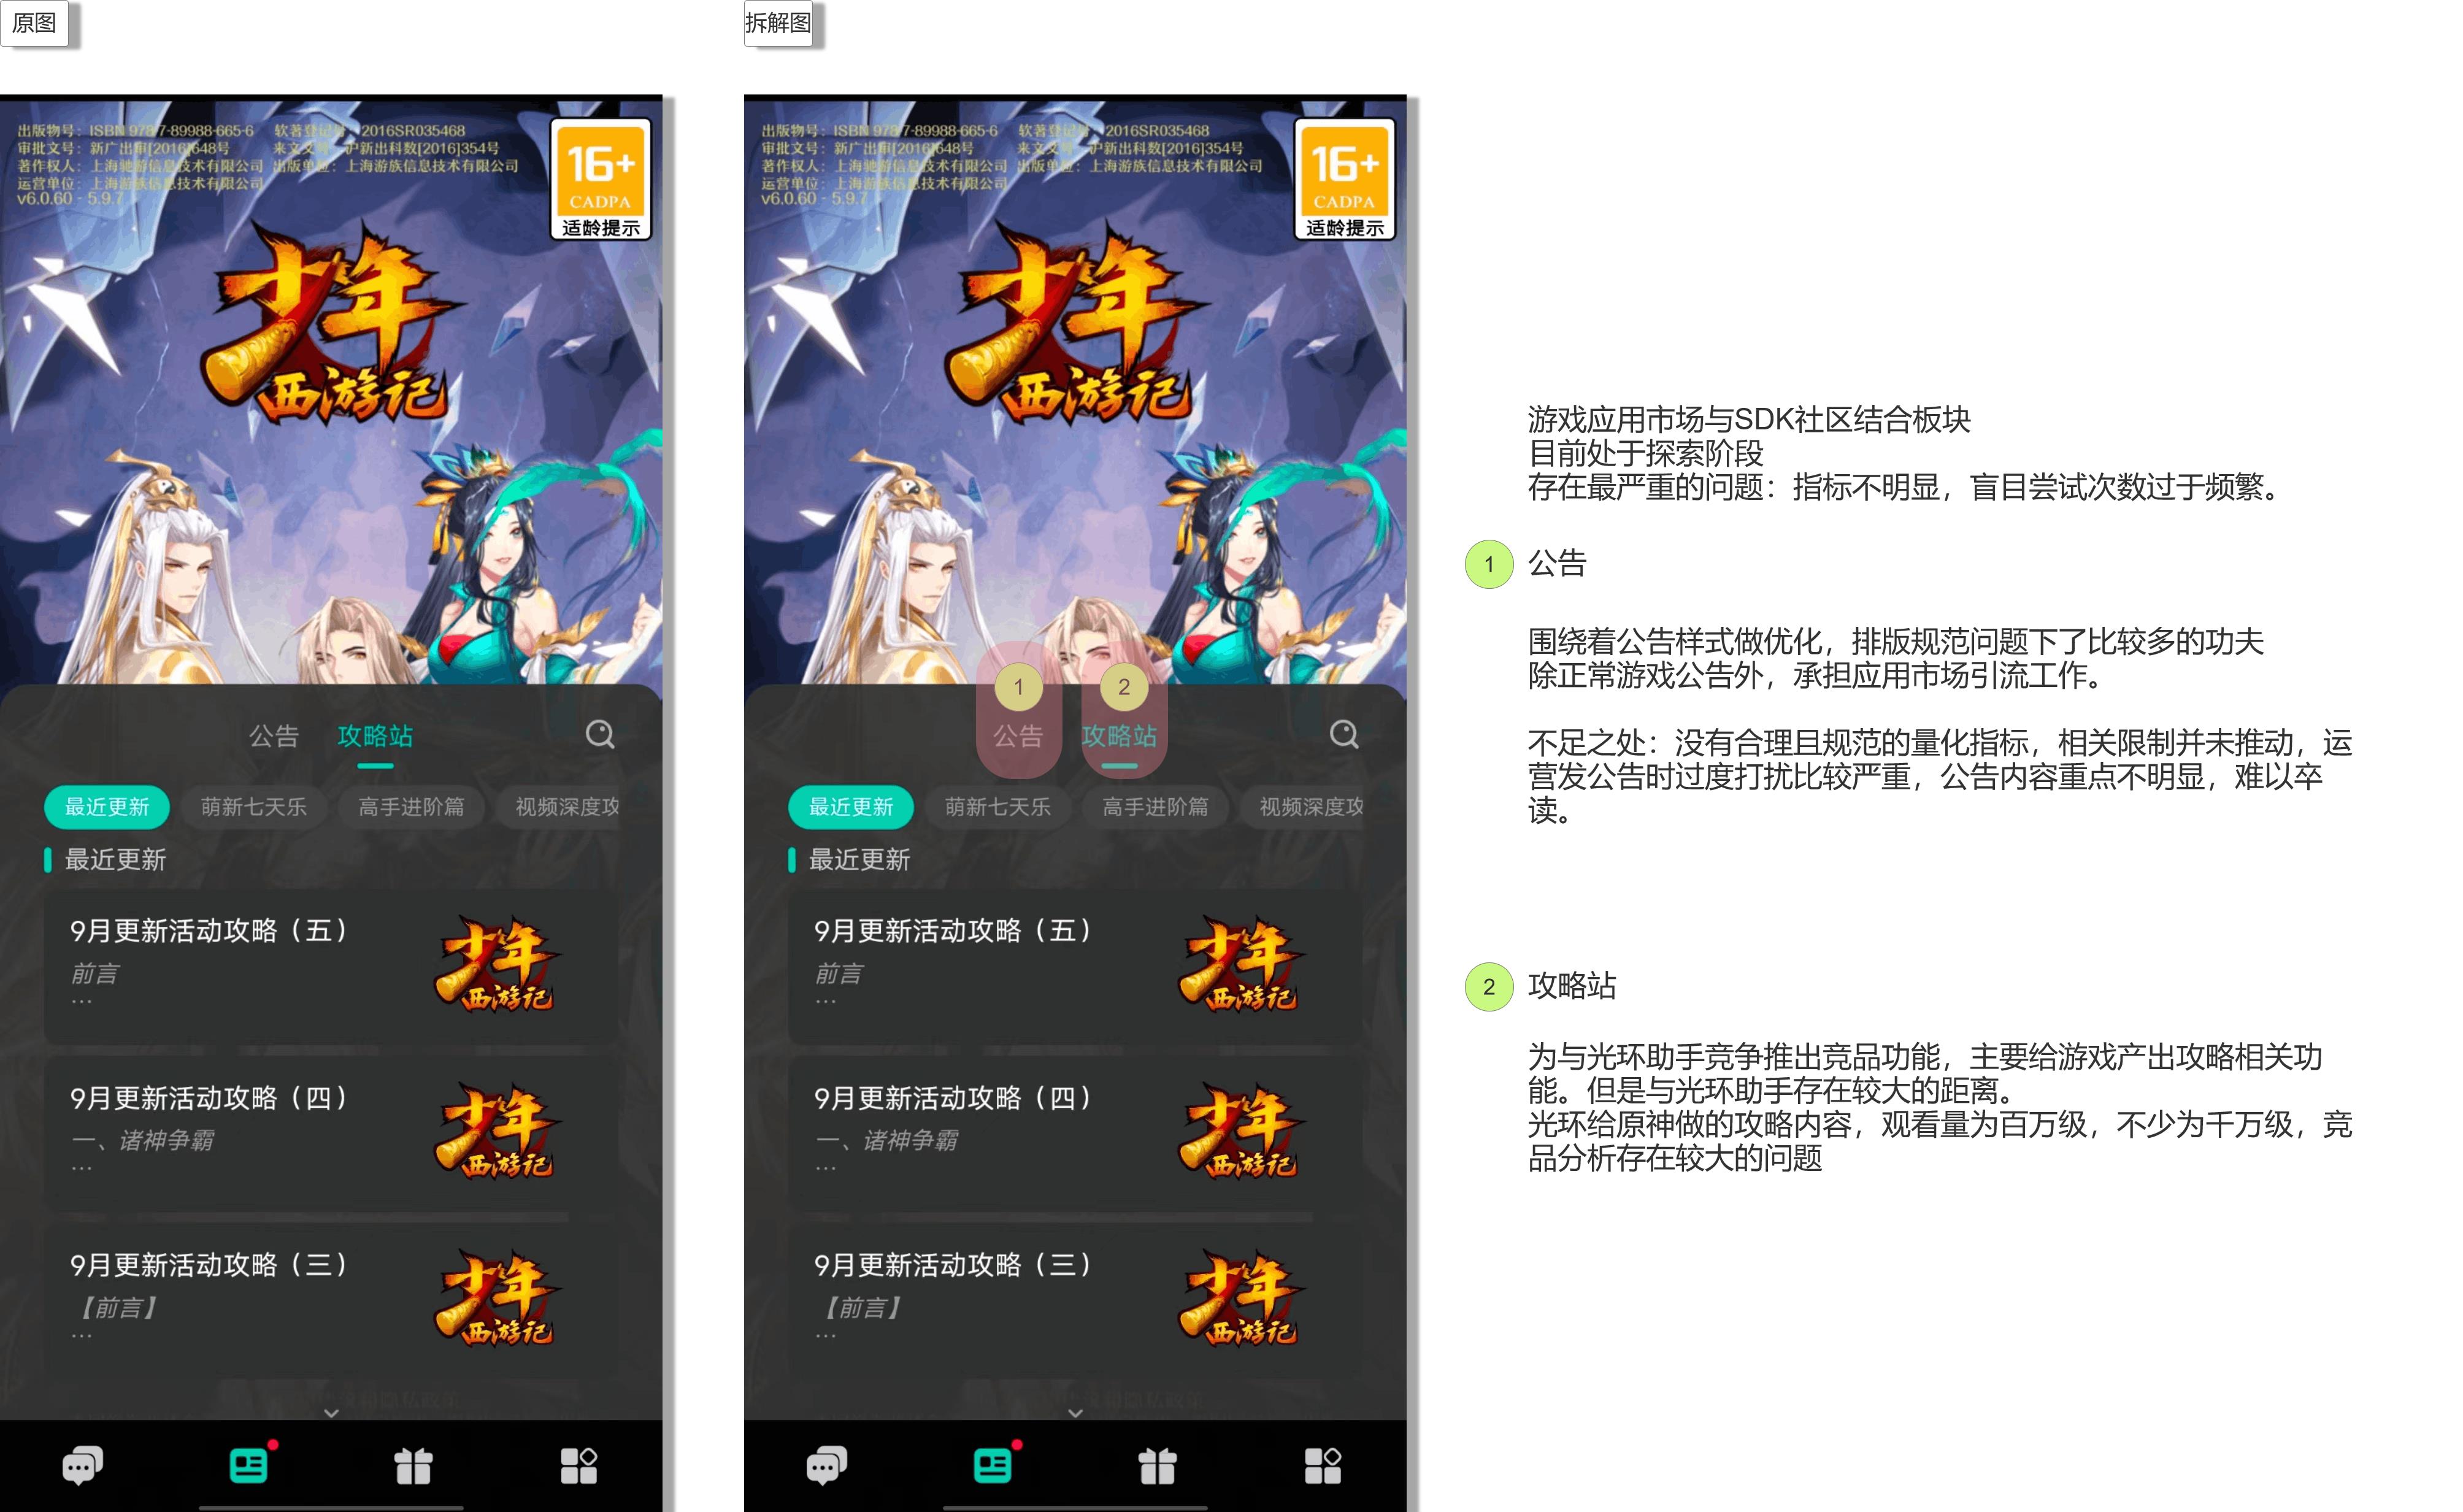 原图
拆解图
出版物号：ISBN 978-7-89988-665-6 软著登记号：2016SR035468
审批文号：新广出审[2016]648号 来文文号：沪新出科数[2016]354号
著作权人：上海驰游信息技术有限公司 出版单位：上海游族信息技术有限公司
运营单位：上海游族信息技术有限公司
v6.0.60 - 5.9.7
16+
CADPA
适龄提示
少年
西游记
公告 攻略站
最近更新 萌新七天乐 高手进阶篇 视频深度攻
最近更新
9月更新活动攻略（五）
前言
...
少年
西游记
9月更新活动攻略（四）
一、诸神争霸
...
少年
西游记
9月更新活动攻略（三）
【前言】
...
少年
西游记
出版物号：ISBN 978-7-89988-665-6 软著登记号：2016SR035468
审批文号：新广出审[2016]648号 来文文号：沪新出科数[2016]354号
著作权人：上海驰游信息技术有限公司 出版单位：上海游族信息技术有限公司
运营单位：上海游族信息技术有限公司
v6.0.60 - 5.9.7
16+
CADPA
适龄提示
少年
西游记
1 2
公告 攻略站
最近更新 萌新七天乐 高手进阶篇 视频深度攻
最近更新
9月更新活动攻略（五）
前言
...
少年
西游记
9月更新活动攻略（四）
一、诸神争霸
...
少年
西游记
9月更新活动攻略（三）
【前言】
...
少年
西游记
游戏应用市场与SDK社区结合板块
目前处于探索阶段
存在最严重的问题：指标不明显，盲目尝试次数过于频繁。
1 公告
围绕着公告样式做优化，排版规范问题下了比较多的功夫
除正常游戏公告外，承担应用市场引流工作。
不足之处：没有合理且规范的量化指标，相关限制并未推动，运
营发公告时过度打扰比较严重，公告内容重点不明显，难以卒
读。
2 攻略站
为与光环助手竞争推出竞品功能，主要给游戏产出攻略相关功
能。但是与光环助手存在较大的距离。
光环给原神做的攻略内容，观看量为百万级，不少为千万级，竞
品分析存在较大的问题